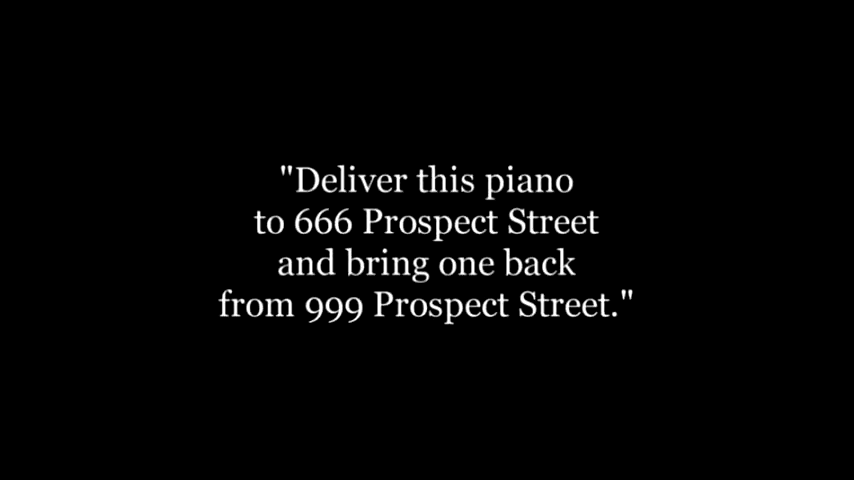 "Deliver this piano
to 666 Prospect Street
and bring one back
from 999 Prospect Street."